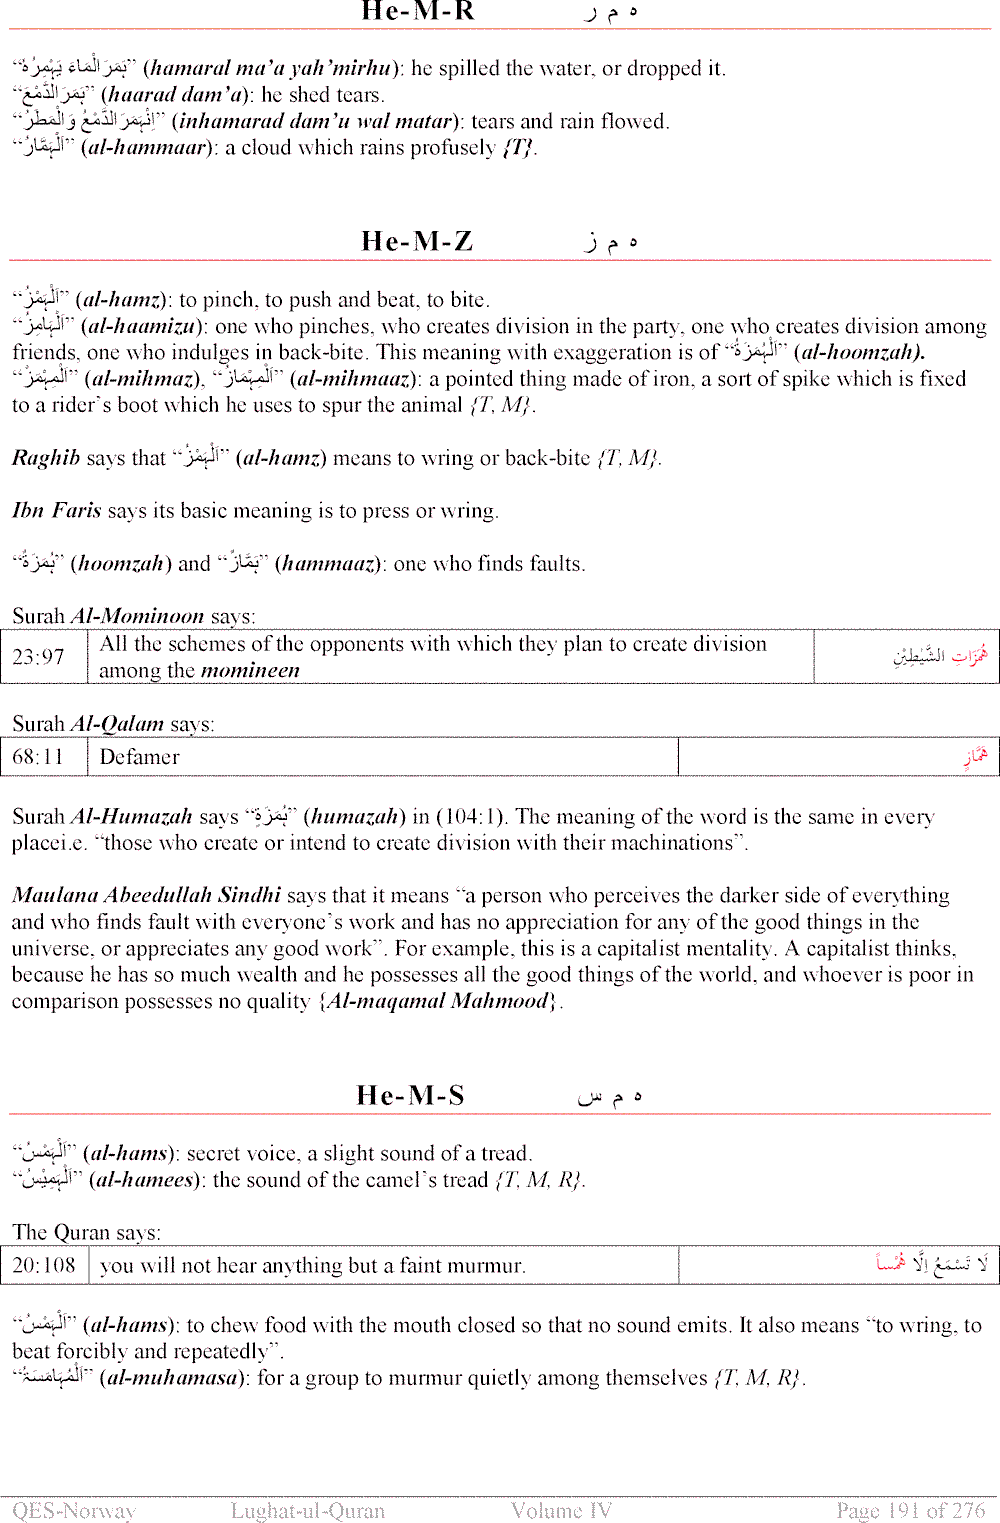 He-M-R ه م ر
“ہَمَرَ الْمَاءَ یَہْمِرُہٗ” (hamaral ma’a yah’mirhu): he spilled the water, or dropped it.
“ہَمَرَ الدَّمْعَ” (haarad dam’a): he shed tears.
“اِنْہَمَرَ الدَّمْعُ وَ الْمَطَرُ” (inhamarad dam’u wal matar): tears and rain flowed.
“اَلْہَمَّارُ” (al-hammaar): a cloud which rains profusely {T}.
He-M-Z ه م ز
“اَلْہَمْزُ” (al-hamz): to pinch, to push and beat, to bite.
“اَلْہَامِزُ” (al-haamizu): one who pinches, who creates division in the party, one who creates division among
friends, one who indulges in back-bite. This meaning with exaggeration is of “اَلْہُمَزَۃُ” (al-hoomzah).
“اَلْمِہْمَزُ” (al-mihmaz), “اَلْمِہْمَازُ” (al-mihmaaz): a pointed thing made of iron, a sort of spike which is fixed
to a rider’s boot which he uses to spur the animal {T, M}.
Raghib says that “اَلْہَمْزُ” (al-hamz) means to wring or back-bite {T, M}.
Ibn Faris says its basic meaning is to press or wring.
“ہُمَزَۃٌ” (hoomzah) and “ہَمَّازٌ” (hammaaz): one who finds faults.
Surah Al-Mominoon says:
23:97 All the schemes of the opponents with which they plan to create division هَمَزَاتِ الشَّيٰطِيْنِ
among the momineen
Surah Al-Qalam says:
68:11 Defamer هَمَّازٍ
Surah Al-Humazah says “ہُمَزَۃٍ” (humazah) in (104:1). The meaning of the word is the same in every
placei.e. “those who create or intend to create division with their machinations”.
Maulana Abeedullah Sindhi says that it means “a person who perceives the darker side of everything
and who finds fault with everyone’s work and has no appreciation for any of the good things in the
universe, or appreciates any good work”. For example, this is a capitalist mentality. A capitalist thinks,
because he has so much wealth and he possesses all the good things of the world, and whoever is poor in
comparison possesses no quality {Al-maqamal Mahmood}.
He-M-S ه م س
“اَلْہَمْسُ” (al-hams): secret voice, a slight sound of a tread.
“اَلْہَمِیْسُ” (al-hamees): the sound of the camel’s tread {T, M, R}.
The Quran says:
20:108 you will not hear anything but a faint murmur. لَا تَسْمَعُ اِلَّا هَمْساً
“اَلْہَمْسُ” (al-hams): to chew food with the mouth closed so that no sound emits. It also means “to wring, to
beat forcibly and repeatedly”.
“اَلْمُہَامَسَۃُ” (al-muhamasa): for a group to murmur quietly among themselves {T, M, R}.
QES-Norway Lughat-ul-Quran Volume IV Page 191 of 276